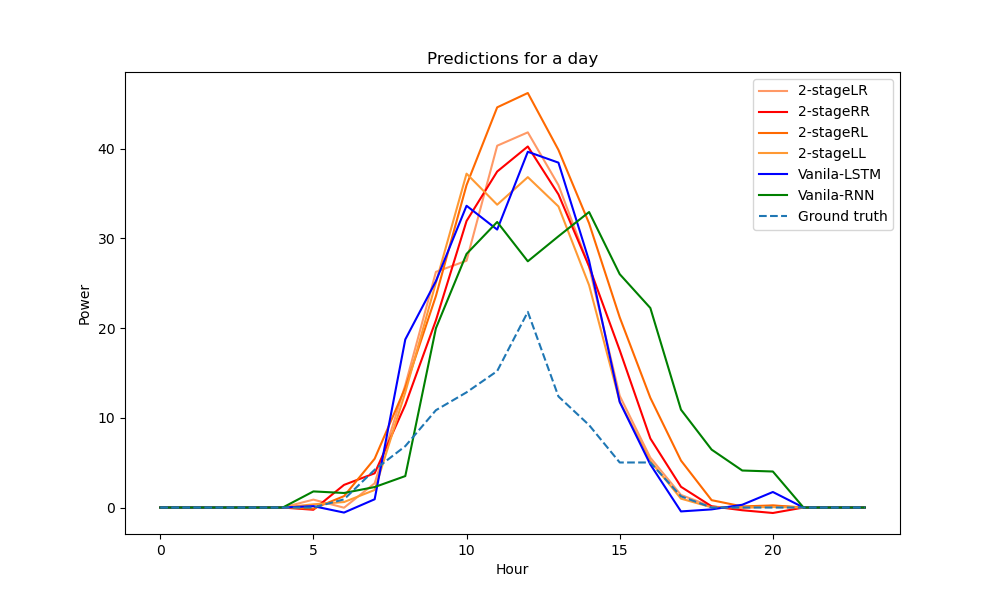 Predictions for a day
2-stageLR
2-stageRR
2-stageRL
2-stageLL
Vanila-LSTM
Vanila-RNN
Ground truth
Power
40
30
20
10
0
0 5 10 15 20
Hour